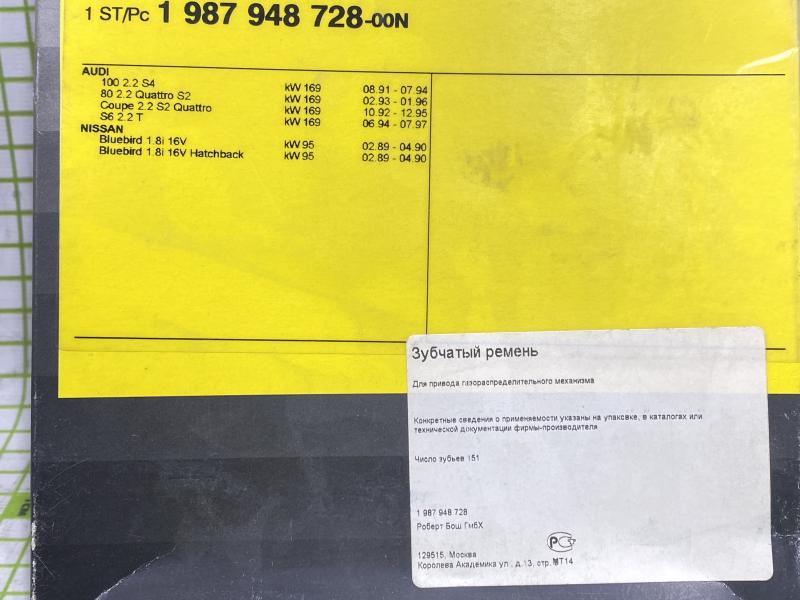 1 ST/Pc 1 987 948 728-00N
AUDI
100 2.2 S4 kW 169 08.91 - 07.94
80 2.2 Quattro S2 kW 169 02.93 - 01.96
Coupe 2.2 S2 Quattro kW 169 10.92 - 12.95
S6 2.2 T kW 169 06.94 - 07.97
NISSAN
Bluebird 1.8i 16V kW 95 02.89 - 04.90
Bluebird 1.8i 16V Hatchback kW 95 02.89 - 04.90
Зубчатый ремень
Для привода газораспределительного механизма
Конкретные сведения о применяемости указаны на упаковке, в каталогах или
технической документации фирмы-производителя
Число зубьев 151
1 987 948 728
Роберт Бош ГмбХ
РСТ
129515, Москва
Королева Академика ул., д.13, стр.
МТ14